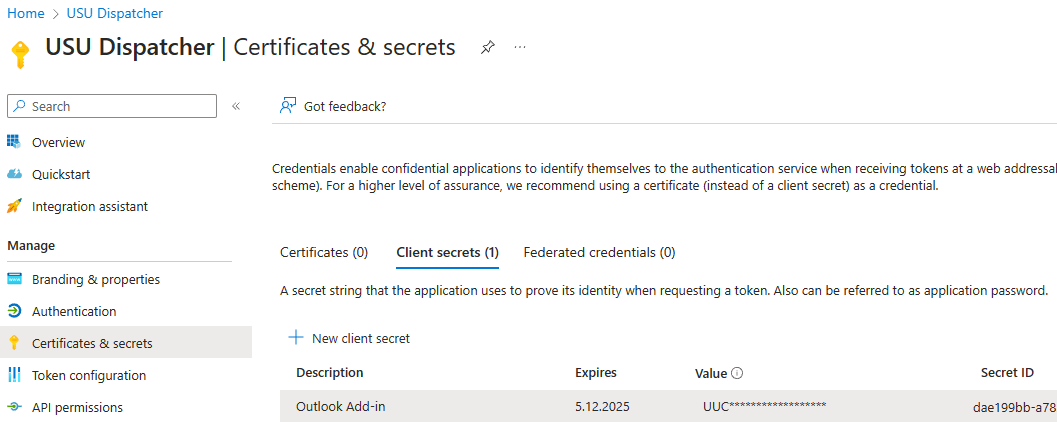 Home > USU Dispatcher
USU Dispatcher | Certificates & secrets
Search
Got feedback?
Overview
Quickstart
Integration assistant
Manage
Branding & properties
Authentication
Certificates & secrets
Token configuration
API permissions
Credentials enable confidential applications to identify themselves to the authentication service when receiving tokens at a web addressal
scheme). For a higher level of assurance, we recommend using a certificate (instead of a client secret) as a credential.
Certificates (0) Client secrets (1) Federated credentials (0)
A secret string that the application uses to prove its identity when requesting a token. Also can be referred to as application password.
New client secret
Description Expires Value Secret ID
Outlook Add-in 5.12.2025 UUC****************** dae199bb-a78